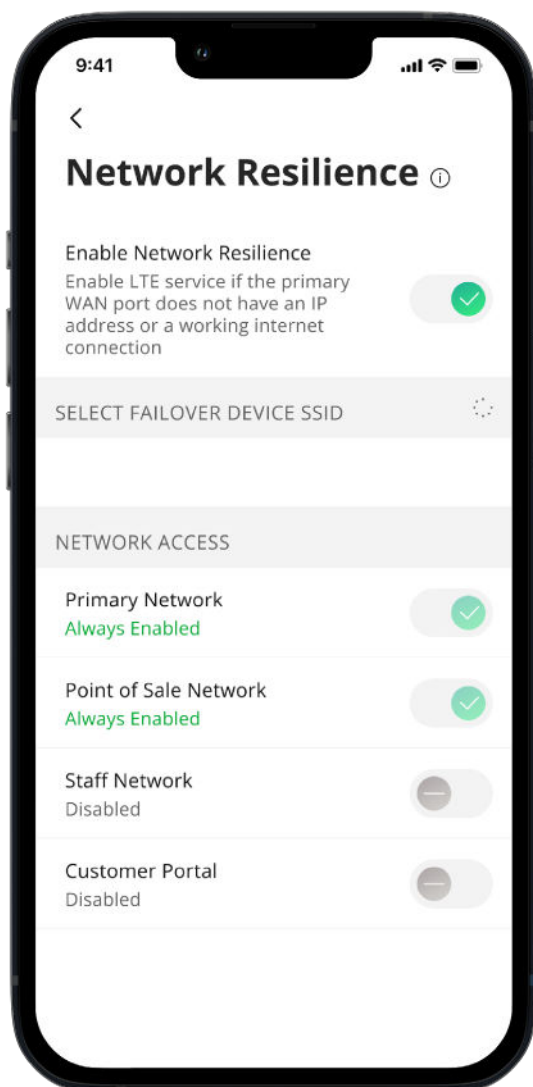 9:41
Network Resilience
Enable Network Resilience
Enable LTE service if the primary
WAN port does not have an IP
address or a working internet
connection
SELECT FAILOVER DEVICE SSID
NETWORK ACCESS
Primary Network
Always Enabled
Point of Sale Network
Always Enabled
Staff Network
Disabled
Customer Portal
Disabled